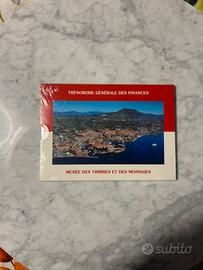 TRÉSORERIE GÉNÉRALE DES FINANCES
MUSÉE DES TIMBRES ET DES MONNAIES
subito